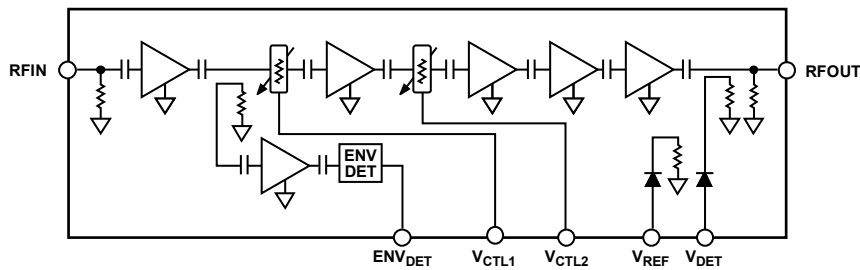 RFIN
RFOUT
ENV
DET
ENVDET
VCTL1
VCTL2
VREF
VDET